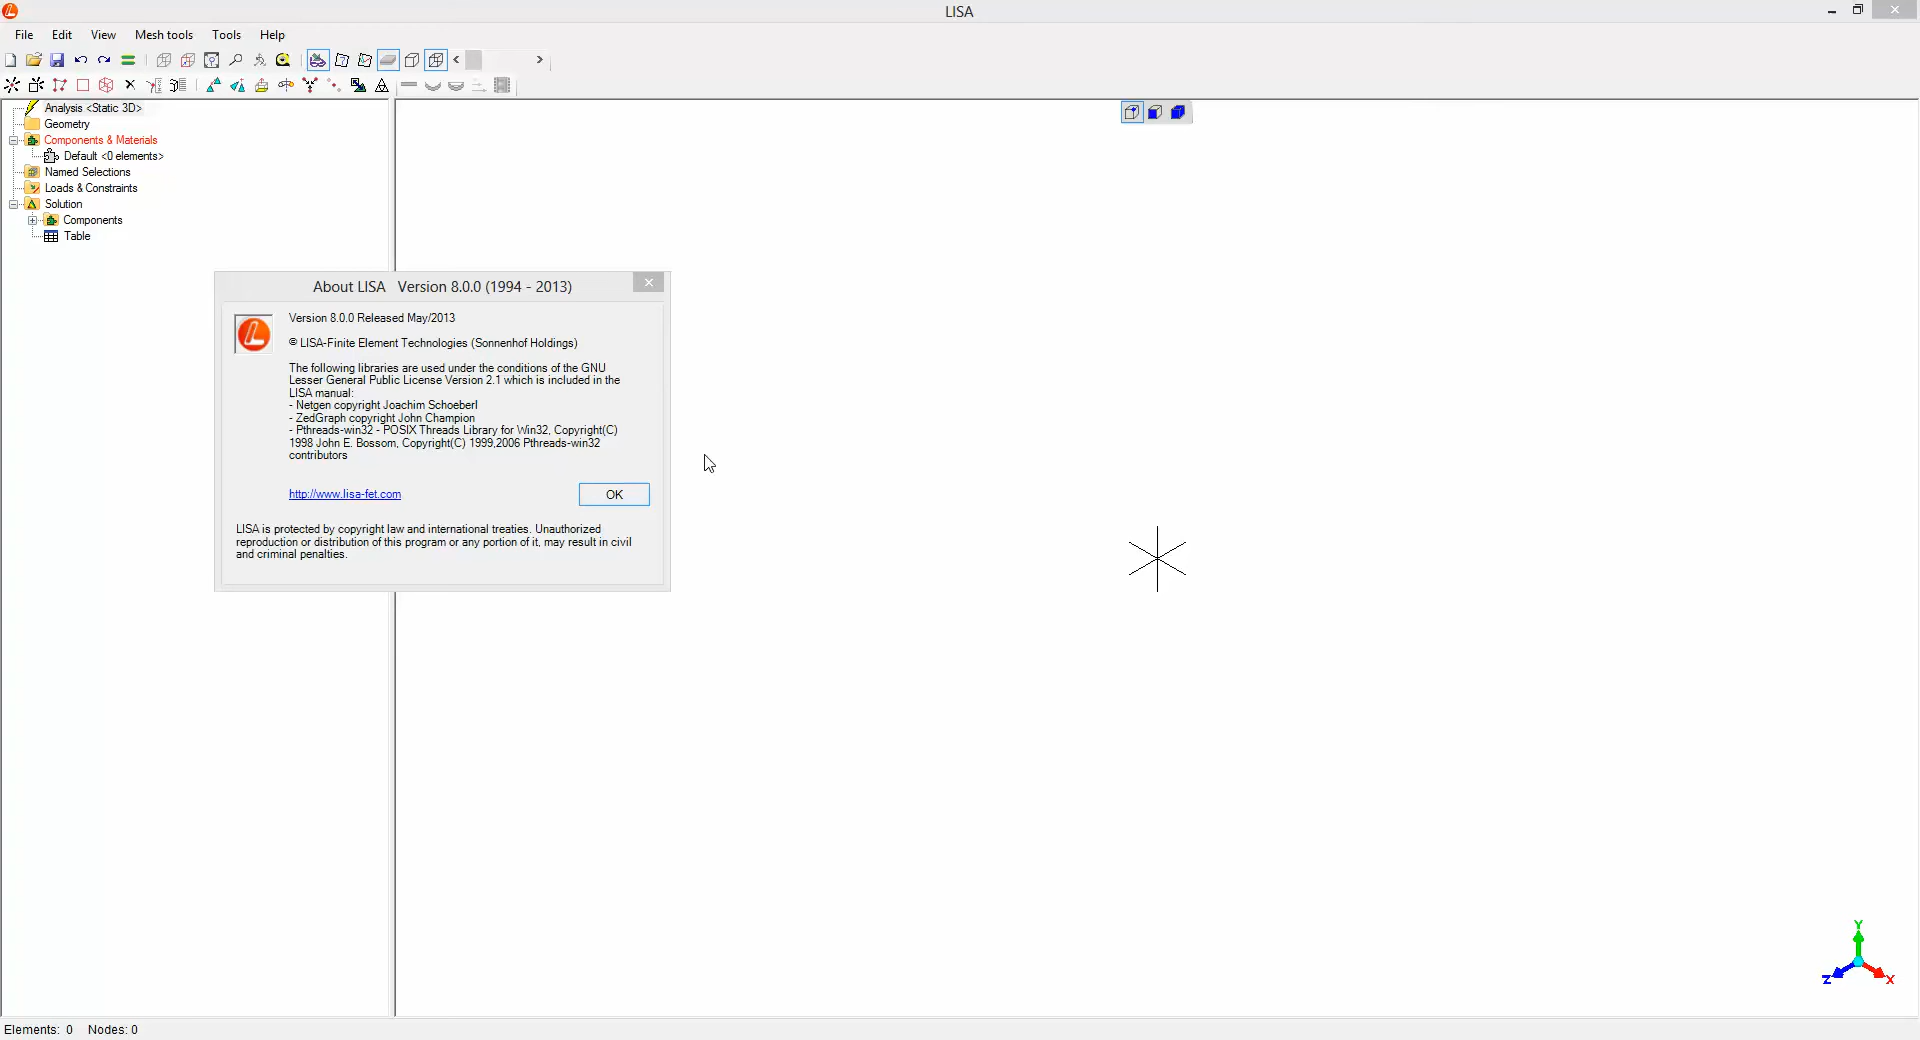 LISA
File Edit View Mesh tools Tools Help
Analysis <Static 3D>
Geometry
Components & Materials
Default <0 elements>
Named Selections
Loads & Constraints
Solution
Components
Table
About LISA Version 8.0.0 (1994 - 2013)
Version 8.0.0 Released May/2013
© LISA-Finite Element Technologies (Sonnenhof Holdings)
The following libraries are used under the conditions of the GNU
Lesser General Public License Version 2.1 which is included in the
LISA manual:
- Netgen copyright Joachim Schoeberl
- ZedGraph copyright John Champion
- Pthreads-win32 - POSIX Threads Library for Win32, Copyright(C)
1998 John E. Bossom, Copyright(C) 1999,2006 Pthreads-win32
contributors
http://www.lisa-fet.com
OK
LISA is protected by copyright law and international treaties. Unauthorized
reproduction or distribution of this program or any portion of it, may result in civil
and criminal penalties.
Y
Z X
Elements: 0 Nodes: 0